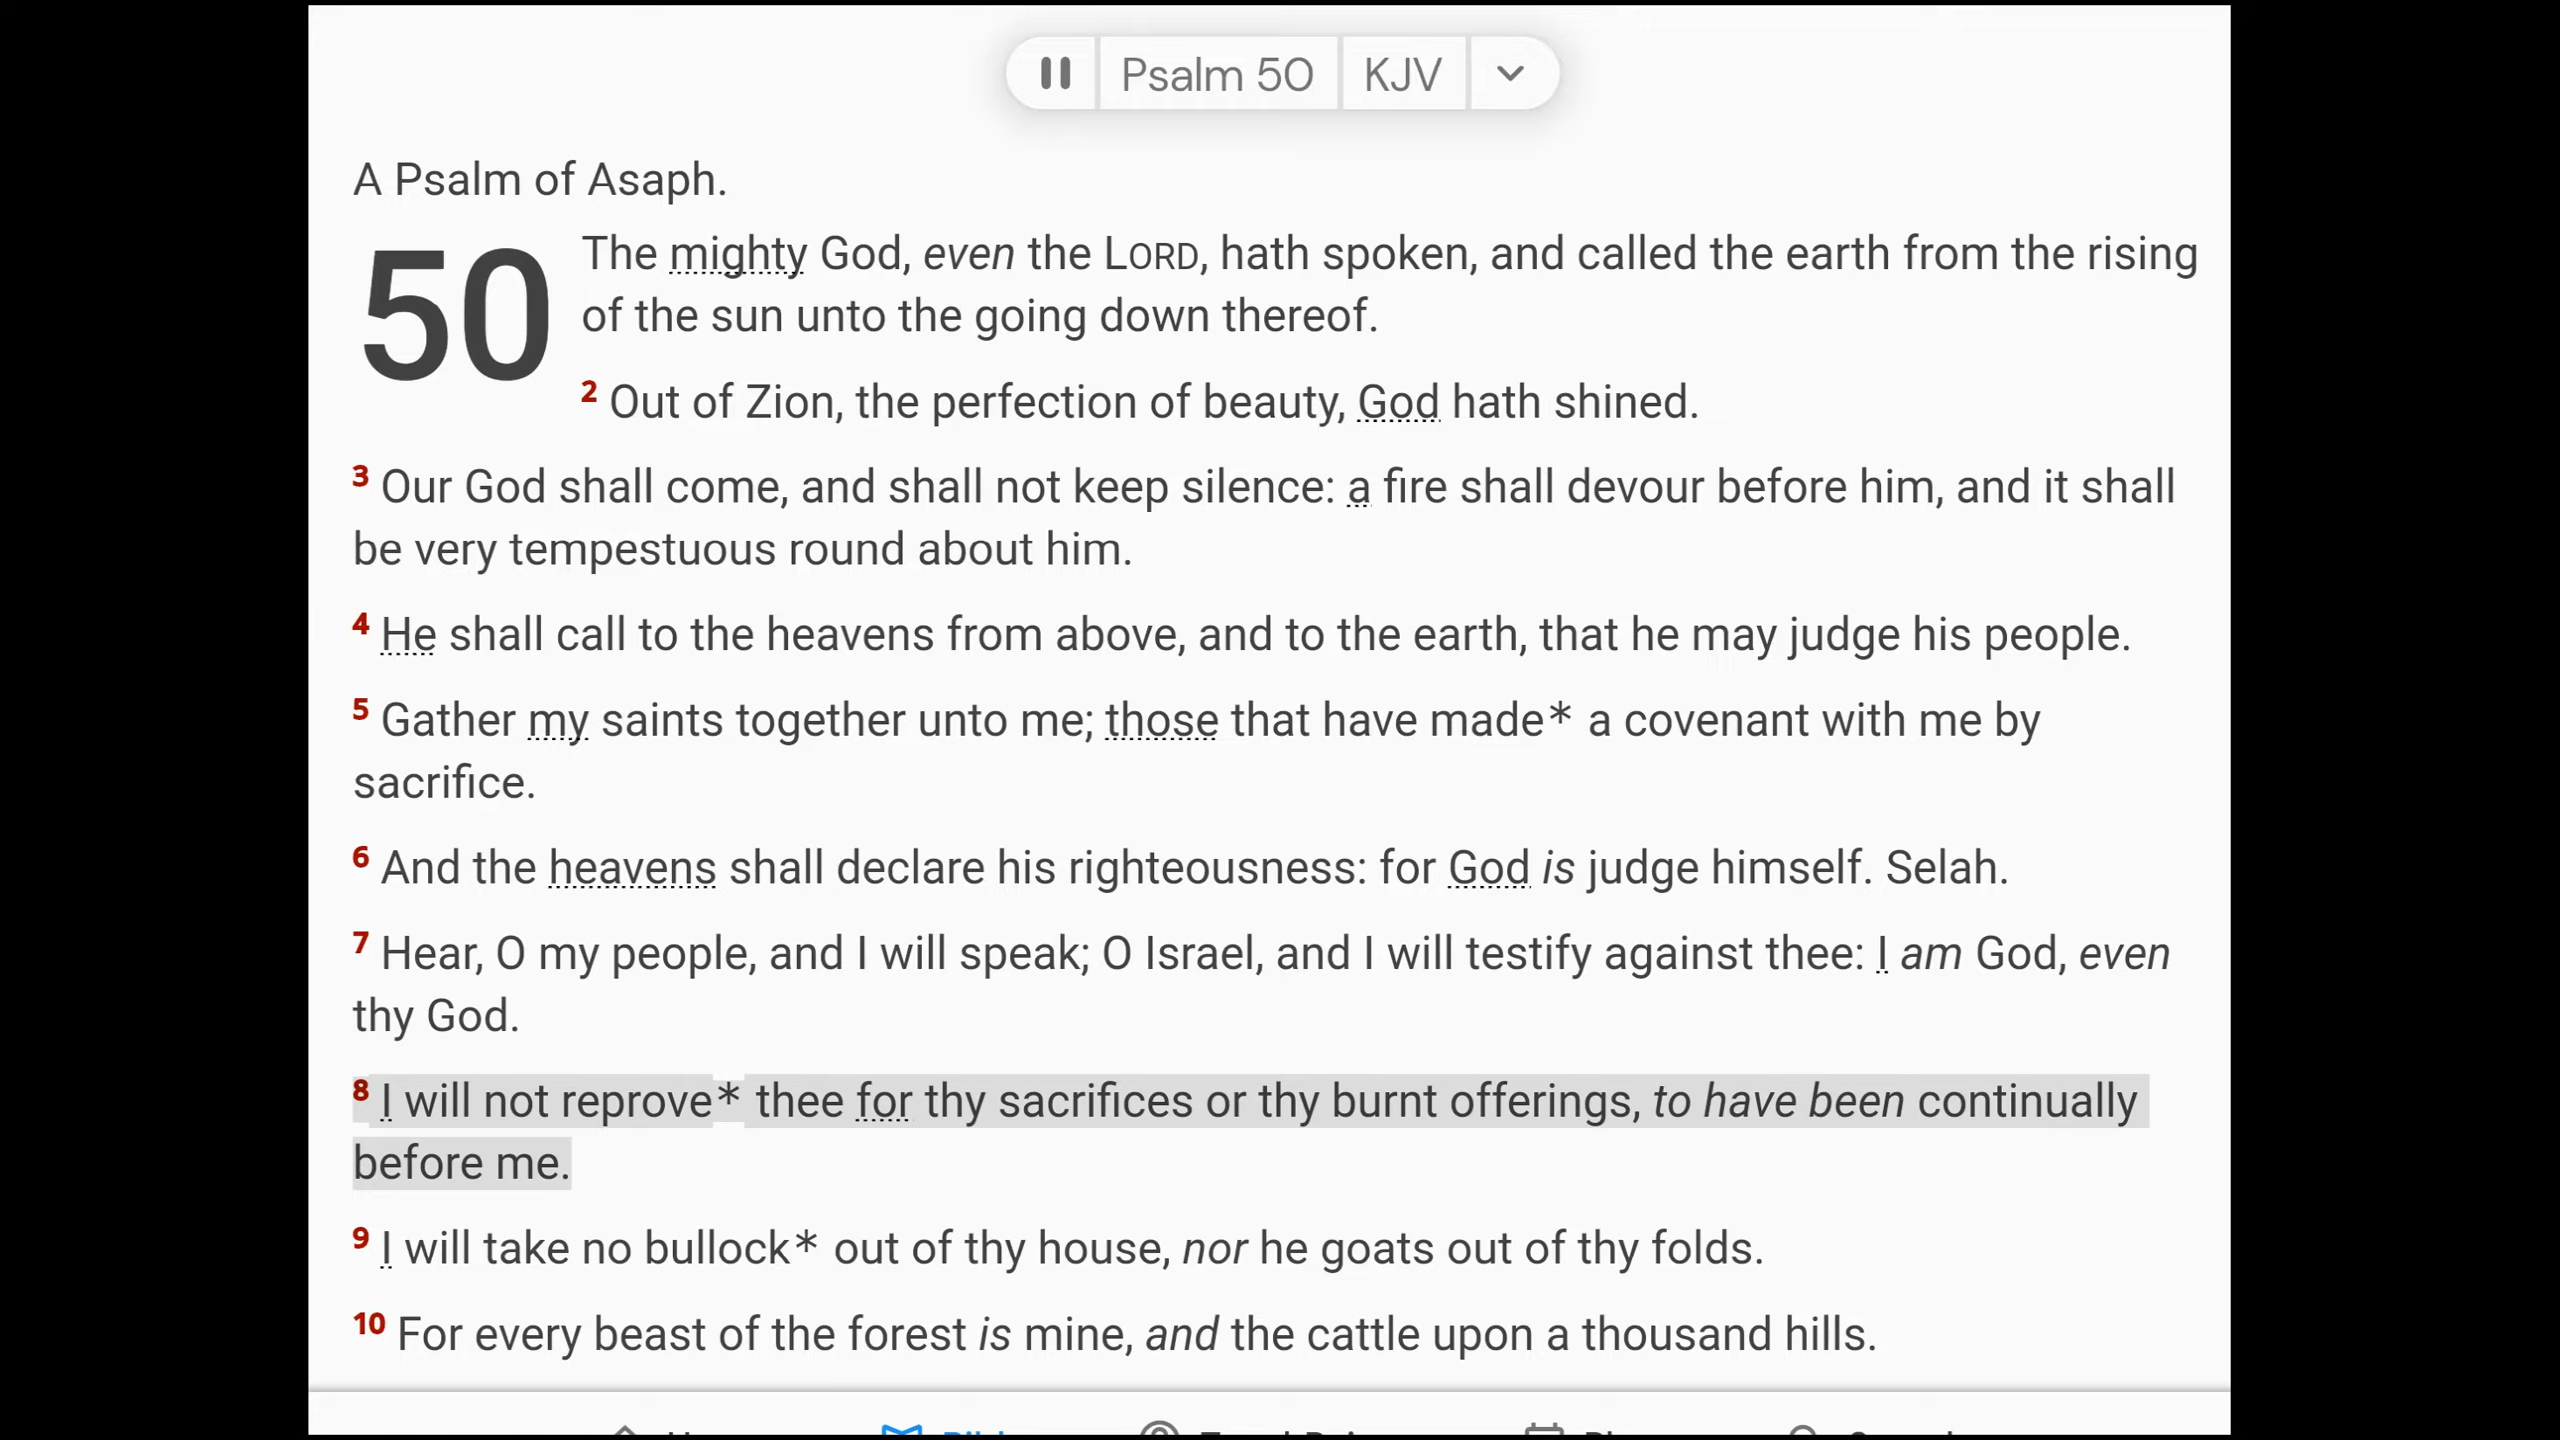 Psalm 50 KJV
A Psalm of Asaph.
50 The mighty God, even the LORD, hath spoken, and called the earth from the rising
of the sun unto the going down thereof.
2 Out of Zion, the perfection of beauty, God hath shined.
3 Our God shall come, and shall not keep silence: a fire shall devour before him, and it shall
be very tempestuous round about him.
4 He shall call to the heavens from above, and to the earth, that he may judge his people.
5 Gather my saints together unto me; those that have made* a covenant with me by
sacrifice.
6 And the heavens shall declare his righteousness: for God is judge himself. Selah.
7 Hear, O my people, and I will speak; O Israel, and I will testify against thee: I am God, even
thy God.
8 I will not reprove* thee for thy sacrifices or thy burnt offerings, to have been continually
before me.
9 I will take no bullock* out of thy house, nor he goats out of thy folds.
10 For every beast of the forest is mine, and the cattle upon a thousand hills.